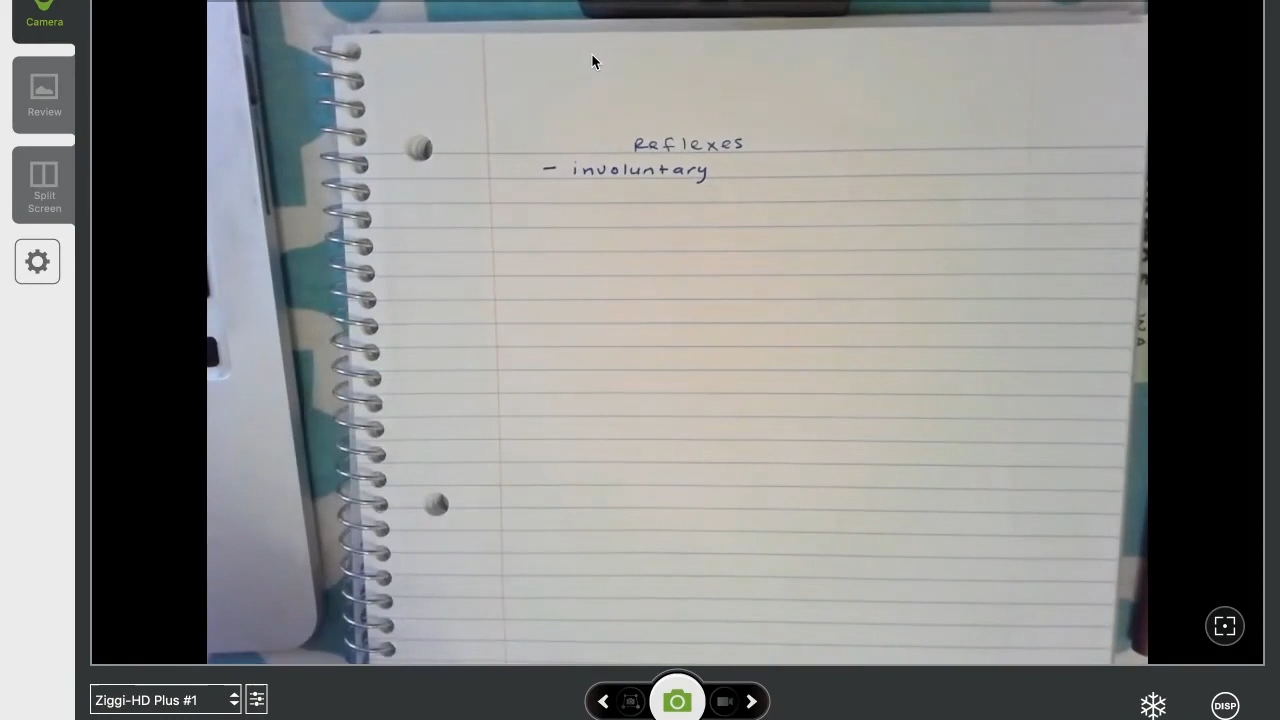 Camera
Review
Split
Screen
Reflexes
- involuntary
Ziggi-HD Plus #1
DISP